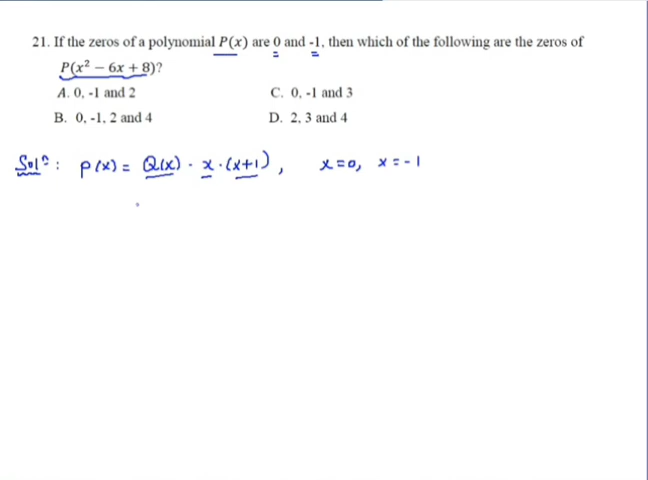 21. If the zeros of a polynomial P(x) are 0 and -1, then which of the following are the zeros of
P(x² – 6x + 8)?
A. 0, -1 and 2
C. 0, -1 and 3
B. 0, -1, 2 and 4
D. 2, 3 and 4
Solⁿ: P(x) = Q(x) · x · (x+1), x=0, x=-1